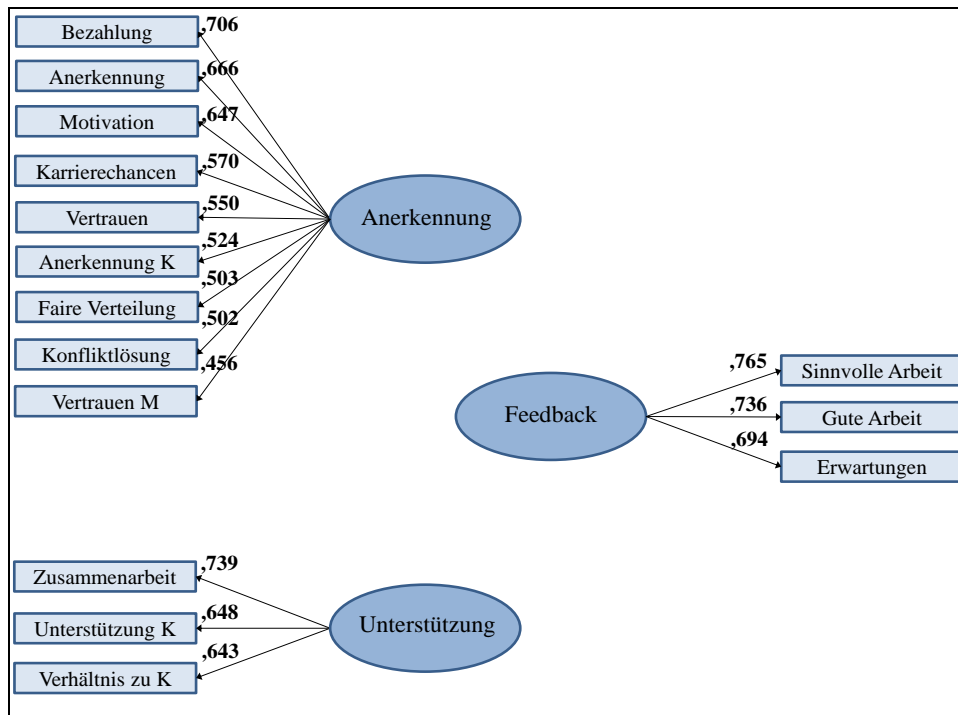 Bezahlung
,706
Anerkennung
,666
Motivation
,647
Karrierechancen
,570
Vertrauen
,550
Anerkennung K
,524
Faire Verteilung
,503
Konfliktlösung
,502
Vertrauen M
,456
Anerkennung
Feedback
,765
Sinnvolle Arbeit
,736
Gute Arbeit
,694
Erwartungen
Zusammenarbeit
,739
Unterstützung K
,648
Verhältnis zu K
,643
Unterstützung